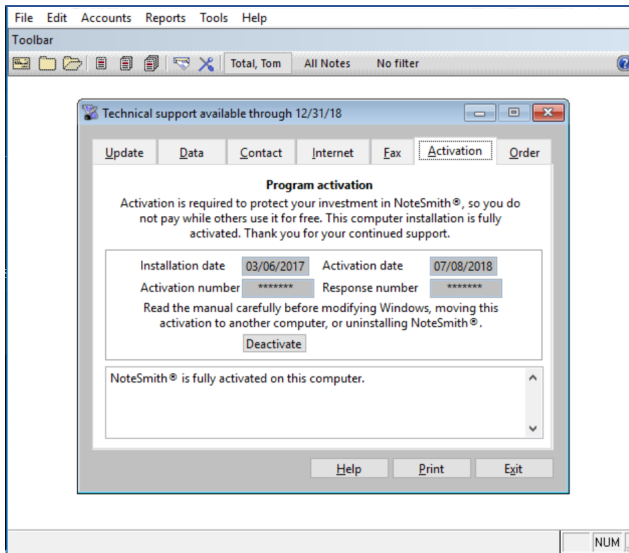 File Edit Accounts Reports Tools Help
Toolbar
Total, Tom All Notes No filter
Technical support available through 12/31/18
Update Data Contact Internet Fax Activation Order
Program activation
Activation is required to protect your investment in NoteSmith®, so you do
not pay while others use it for free. This computer installation is fully
activated. Thank you for your continued support.
Installation date 03/06/2017 Activation date 07/08/2018
Activation number ******* Response number *******
Read the manual carefully before modifying Windows, moving this
activation to another computer, or uninstalling NoteSmith®.
Deactivate
NoteSmith® is fully activated on this computer.
Help Print Exit
NUM